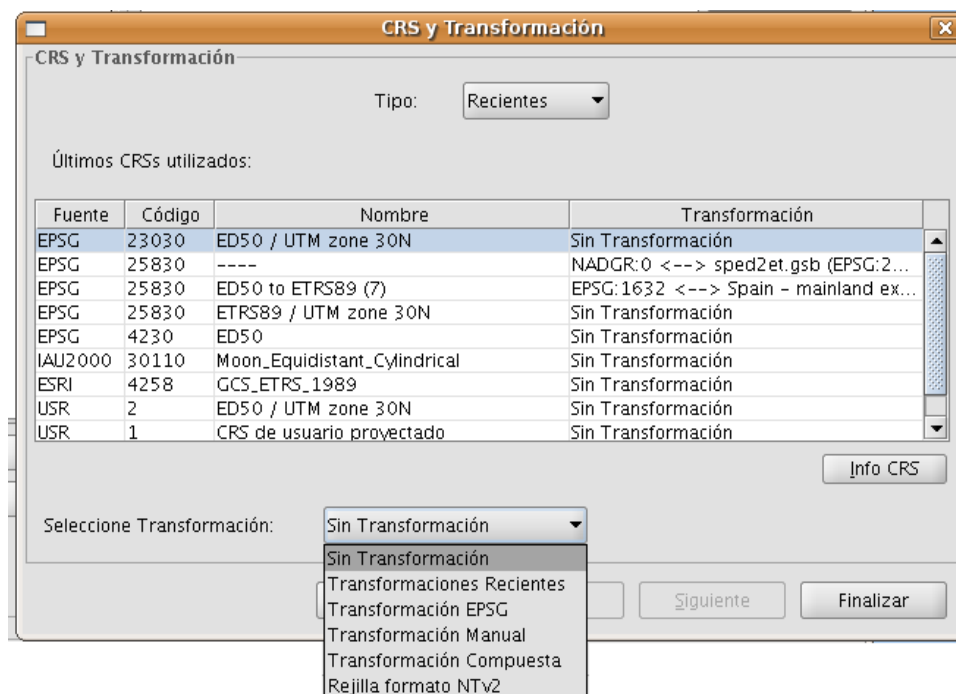 CRS y Transformación
CRS y Transformación
Tipo: Recientes
Últimos CRSs utilizados:
Fuente Código Nombre Transformación
EPSG 23030 ED50 / UTM zone 30N Sin Transformación
EPSG 25830 ---- NADGR:0 <--> sped2et.gsb (EPSG:2...
EPSG 25830 ED50 to ETRS89 (7) EPSG:1632 <--> Spain - mainland ex...
EPSG 25830 ETRS89 / UTM zone 30N Sin Transformación
EPSG 4230 ED50 Sin Transformación
IAU2000 30110 Moon_Equidistant_Cylindrical Sin Transformación
ESRI 4258 GCS_ETRS_1989 Sin Transformación
USR 2 ED50 / UTM zone 30N Sin Transformación
USR 1 CRS de usuario proyectado Sin Transformación
Info CRS
Seleccione Transformación: Sin Transformación
Sin Transformación
Transformaciones Recientes
Transformación EPSG
Siguiente Finalizar
Transformación Manual
Transformación Compuesta
Rejilla formato NTv2